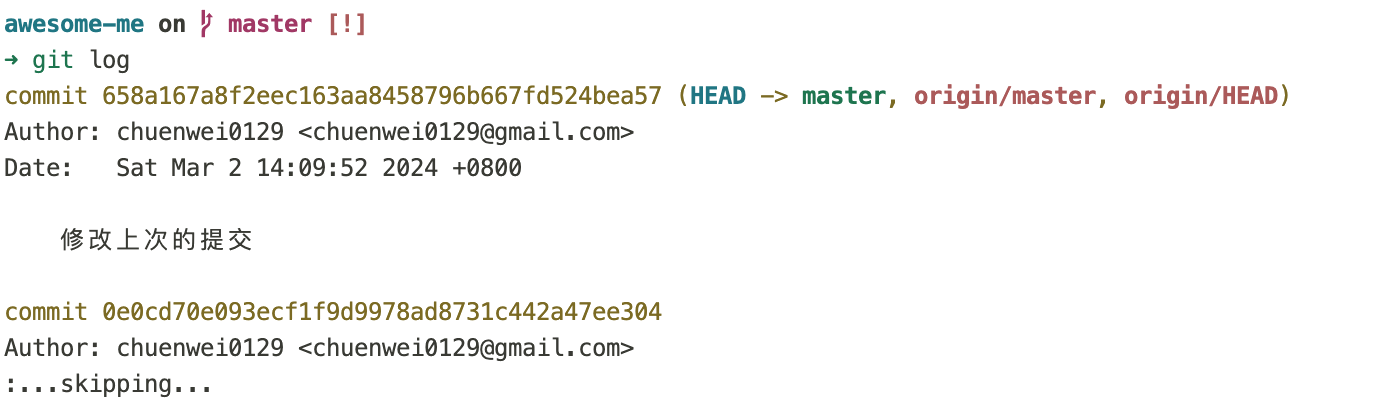 awesome-me on master [!]
➜ git log
commit 658a167a8f2eec163aa8458796b667fd524bea57 (HEAD -> master, origin/master, origin/HEAD)
Author: chuenwei0129 <chuenwei0129@gmail.com>
Date:   Sat Mar 2 14:09:52 2024 +0800
修改上次的提交
commit 0e0cd70e093ecf1f9d9978ad8731c442a47ee304
Author: chuenwei0129 <chuenwei0129@gmail.com>
:...skipping...